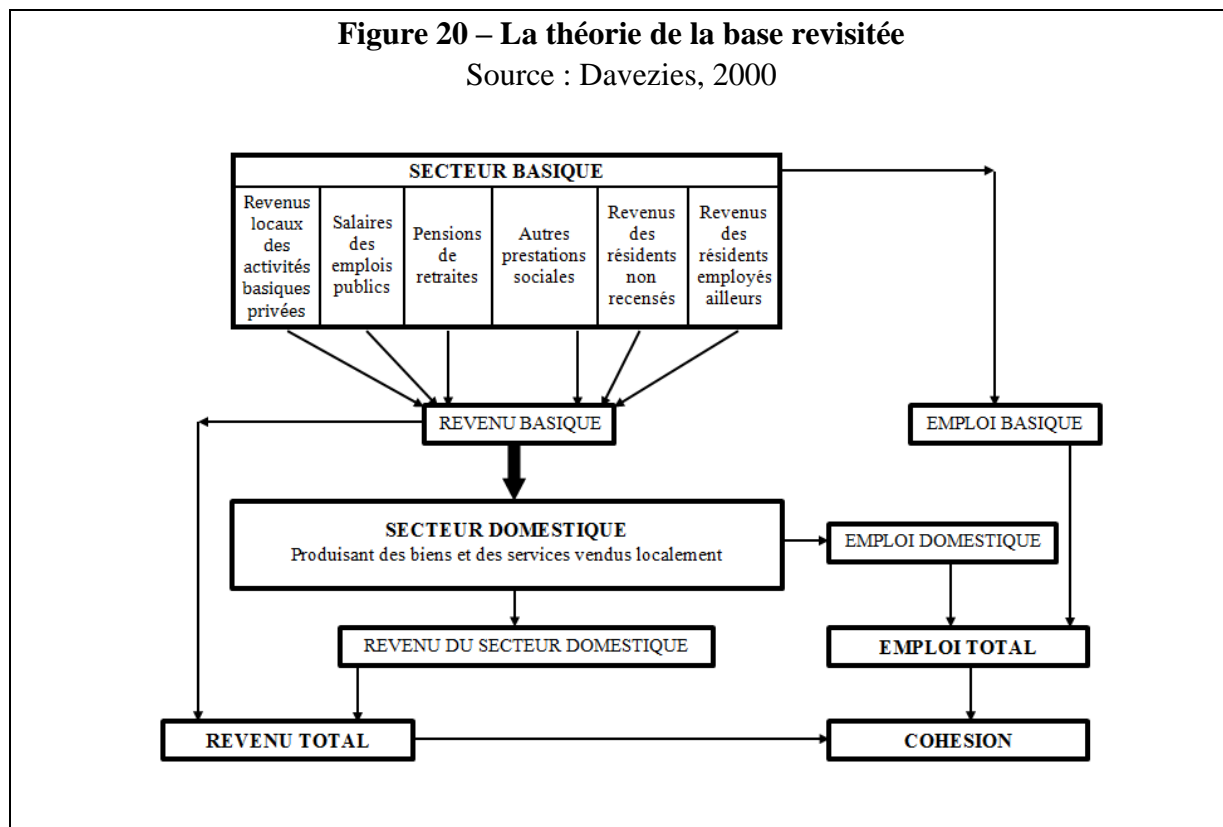 Figure 20 – La théorie de la base revisitée
Source : Davezies, 2000
SECTEUR BASIQUE
Revenus
locaux
des
activités
basiques
privées
Salaires
des
emplois
publics
Pensions
de
retraites
Autres
prestations
sociales
Revenus
des
résidents
non
recensés
Revenus
des
résidents
employés
ailleurs
REVENU BASIQUE
EMPLOI BASIQUE
SECTEUR DOMESTIQUE
Produisant des biens et des services vendus localement
EMPLOI DOMESTIQUE
REVENU DU SECTEUR DOMESTIQUE
EMPLOI TOTAL
REVENU TOTAL
COHESION